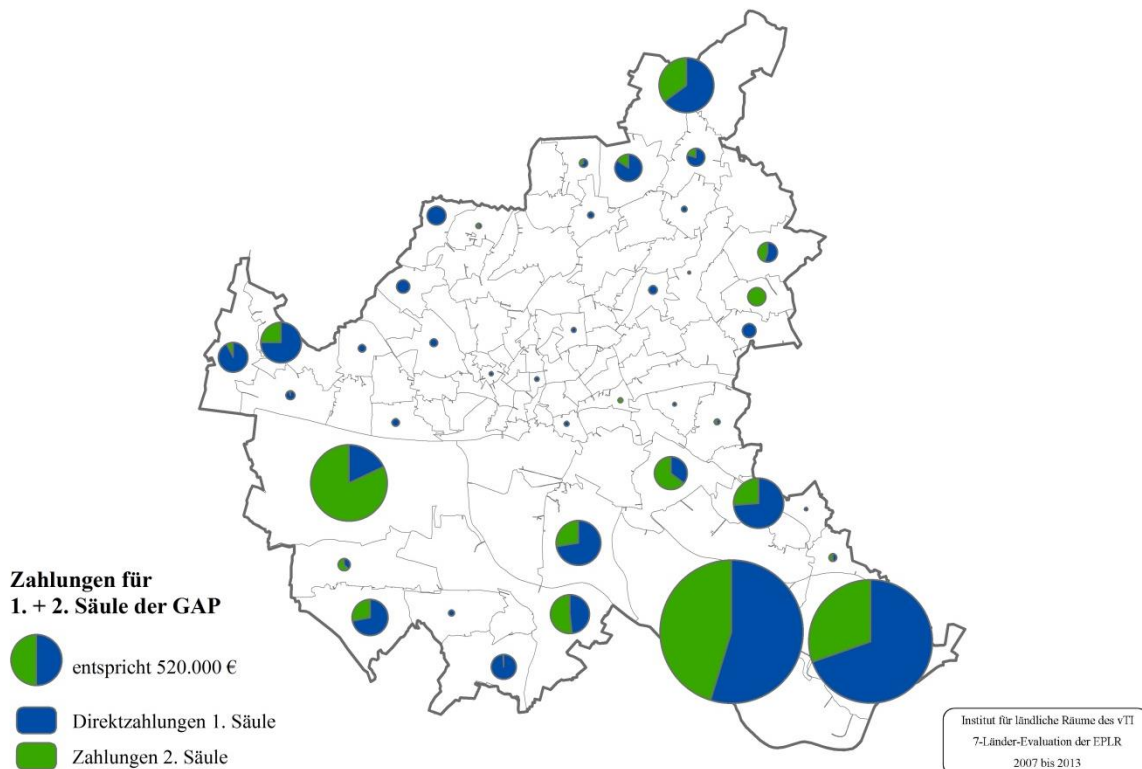 Zahlungen für
1. + 2. Säule der GAP
entspricht 520.000 €
Direktzahlungen 1. Säule
Zahlungen 2. Säule
Institut für ländliche Räume des vTI
7-Länder-Evaluation der EPLR
2007 bis 2013